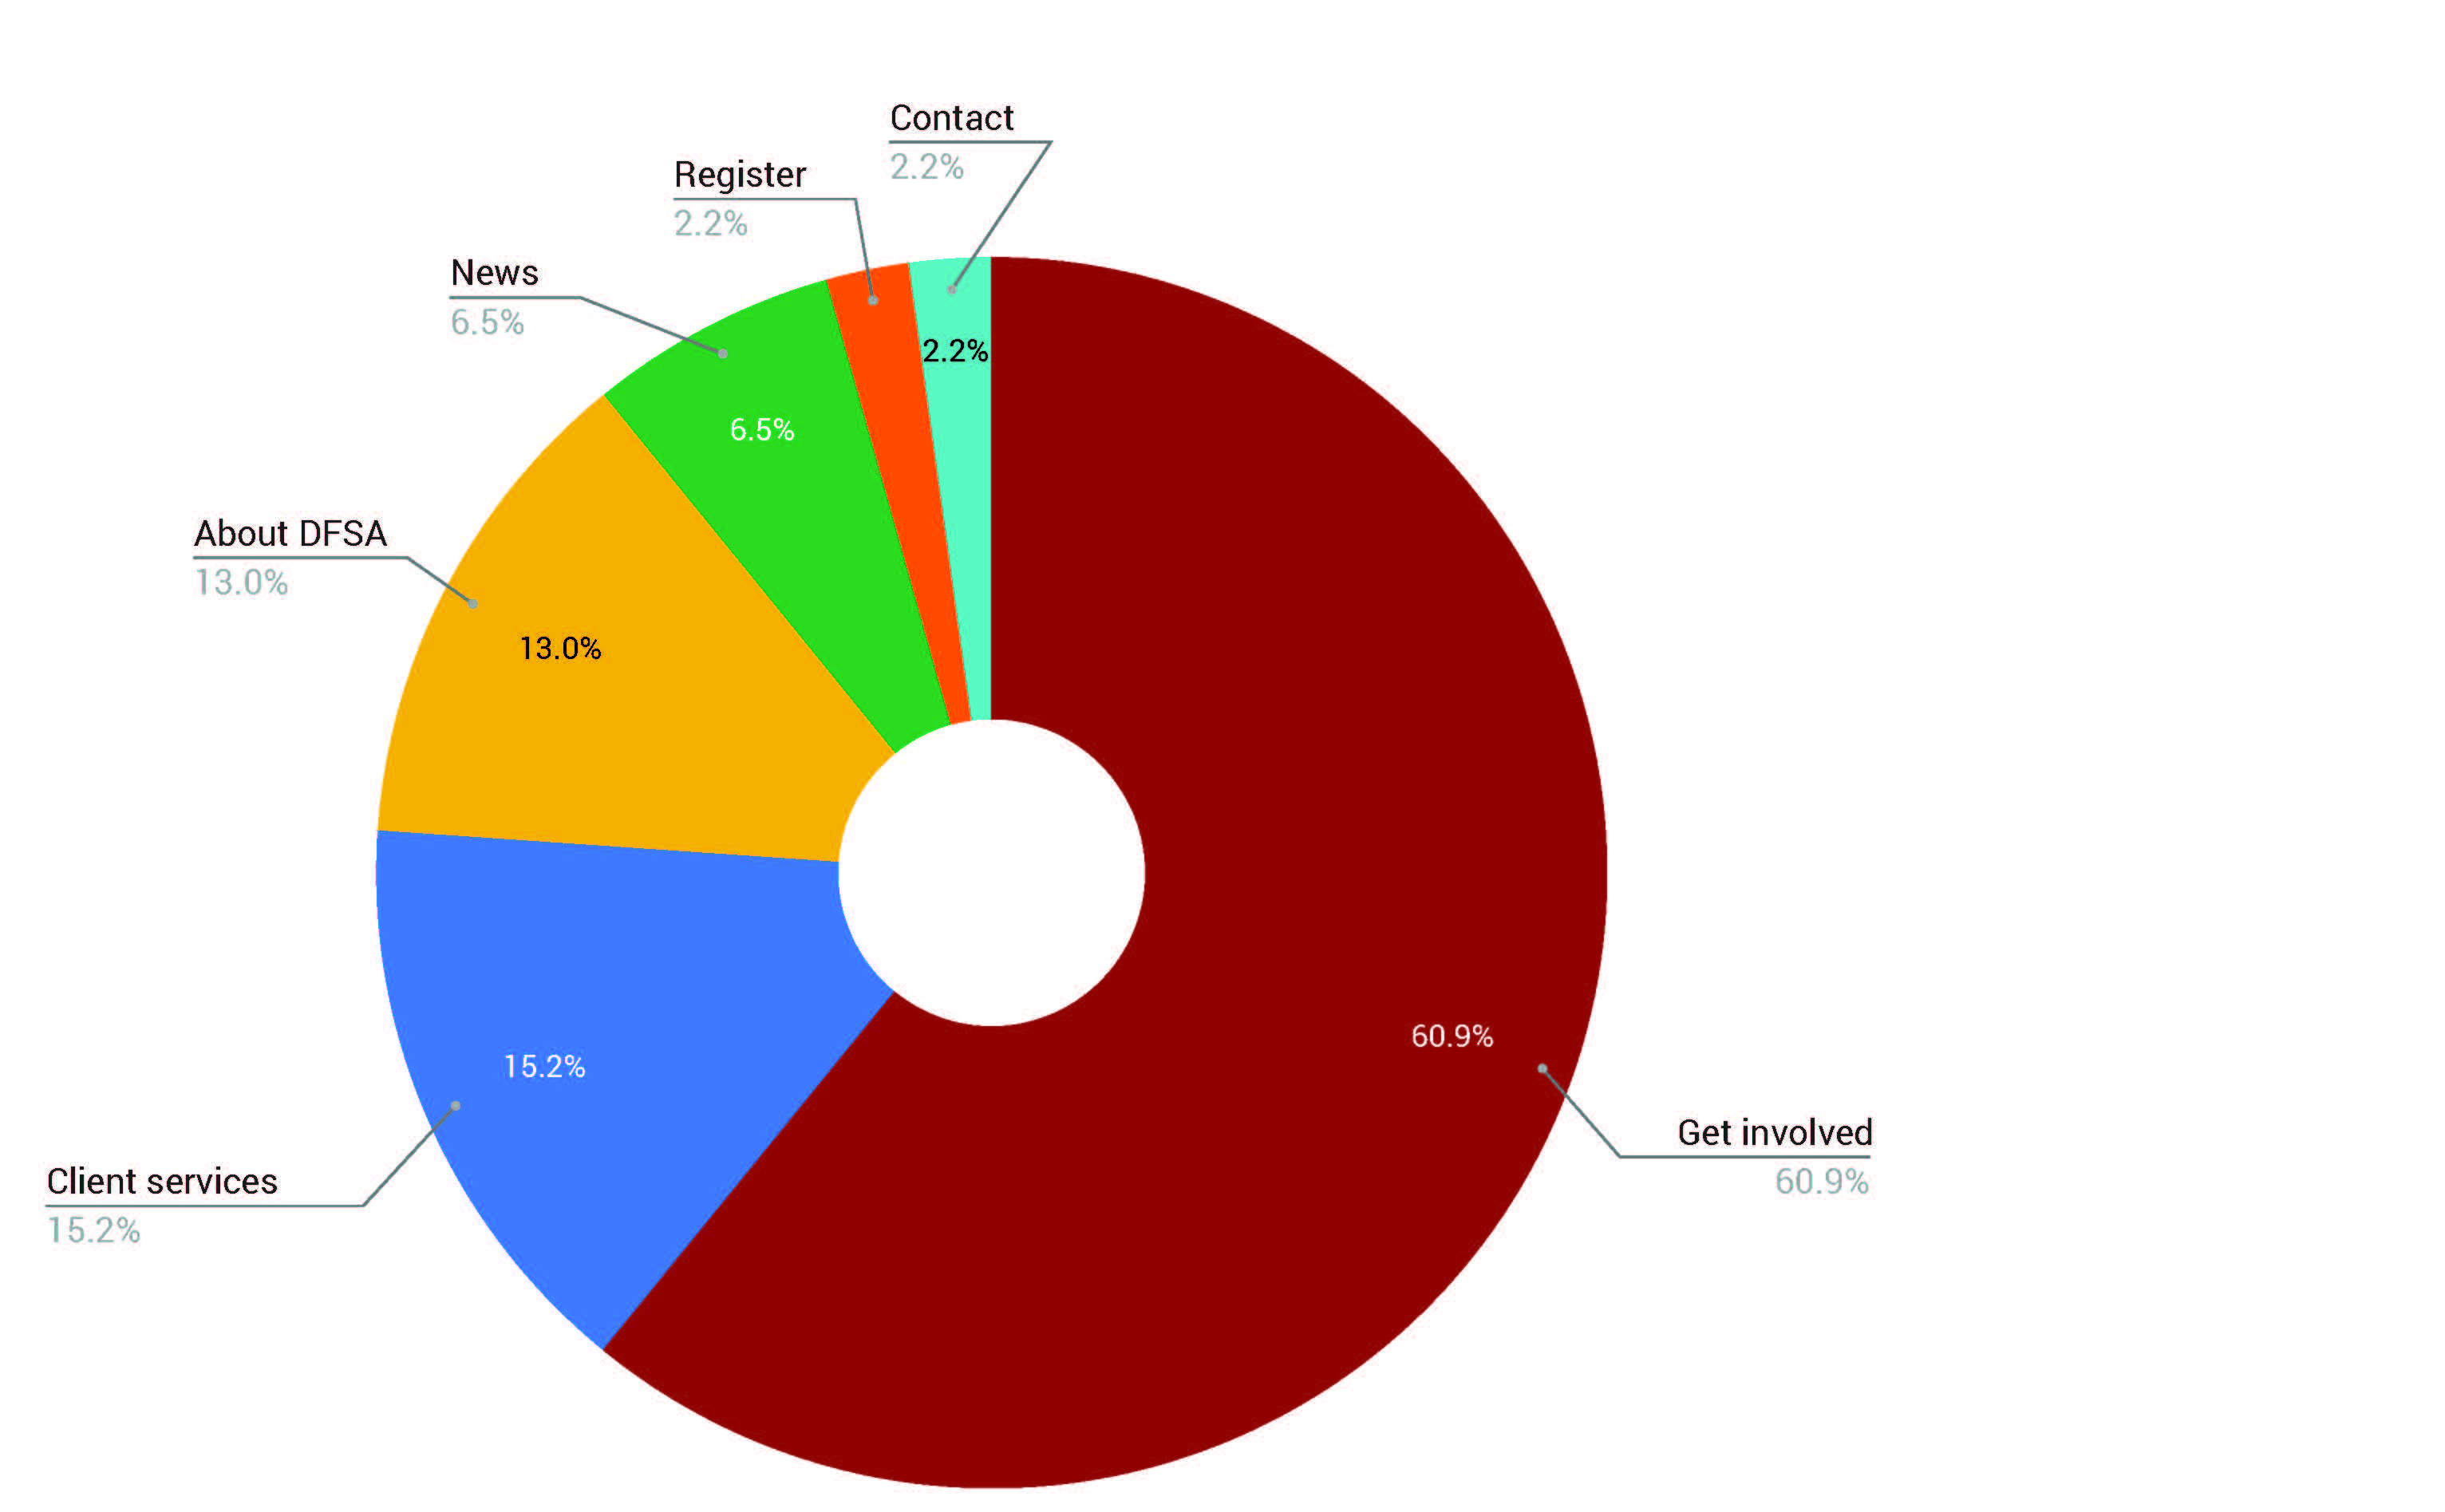 Contact
2.2%
Register
2.2%
News
6.5%
2.2%
6.5%
About DFSA
13.0%
13.0%
60.9%
15.2%
Get involved
60.9%
Client services
15.2%